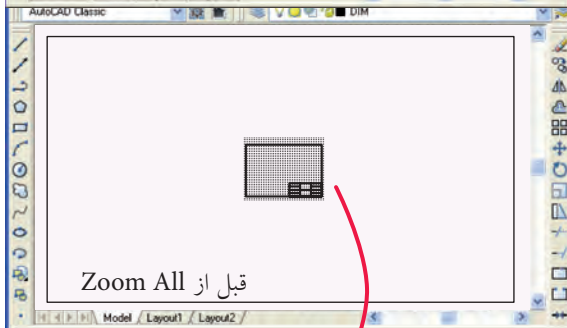 AutoCAD Classic DIM
قبل از Zoom All
Model / Layout1 / Layout2 /